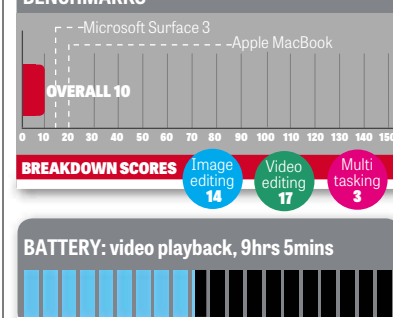 BENCHMARKS
Microsoft Surface 3
Apple MacBook
OVERALL 10
0 10 20 30 40 50 60 70 80 90 100 110 120 130 140 150
BREAKDOWN SCORES
Image
editing
14
Video
editing
17
Multi
tasking
3
BATTERY: video playback, 9hrs 5mins